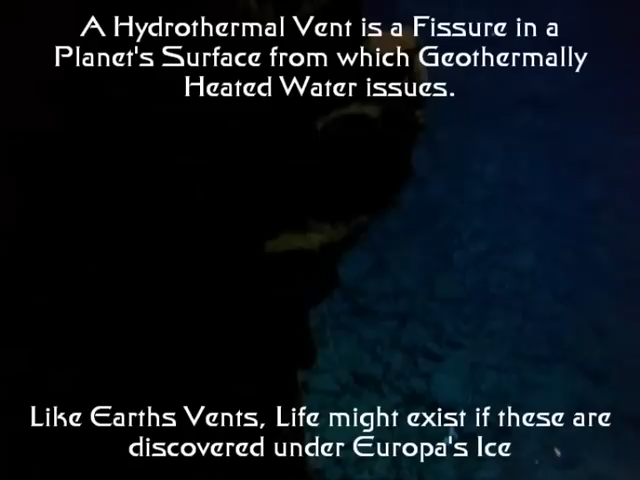 A Hydrothermal Vent is a Fissure in a
Planet's Surface from which Geothermally
Heated Water issues.
Like Earths Vents, Life might exist if these are
discovered under Europa's Ice